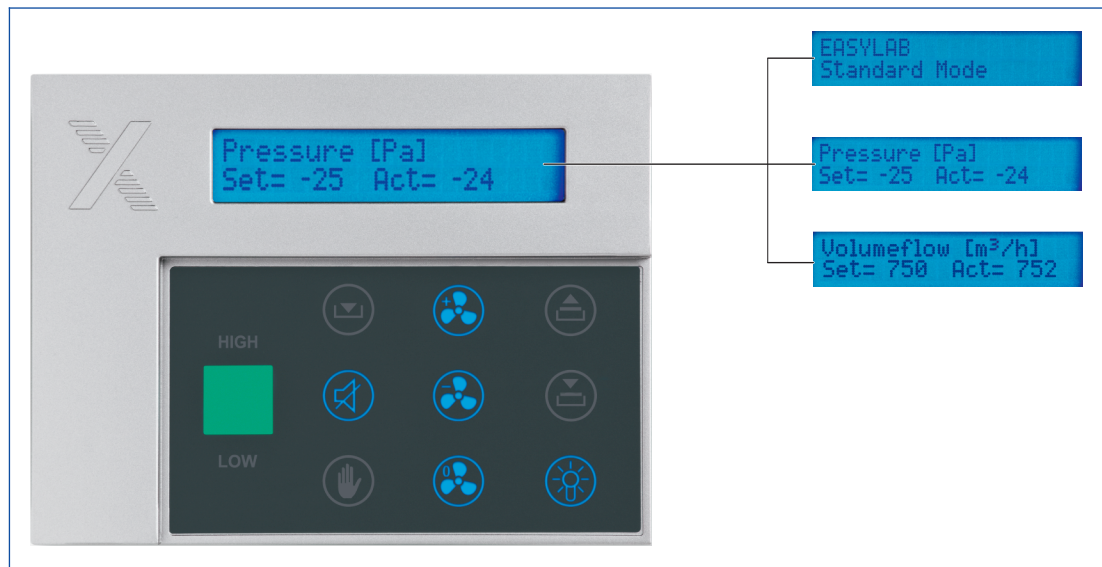 Pressure [Pa]
Set= -25 Act= -24
HIGH
LOW
+
-
0
EASYLAB
Standard Mode
Pressure [Pa]
Set= -25 Act= -24
Volumeflow [m³/h]
Set= 750 Act= 752